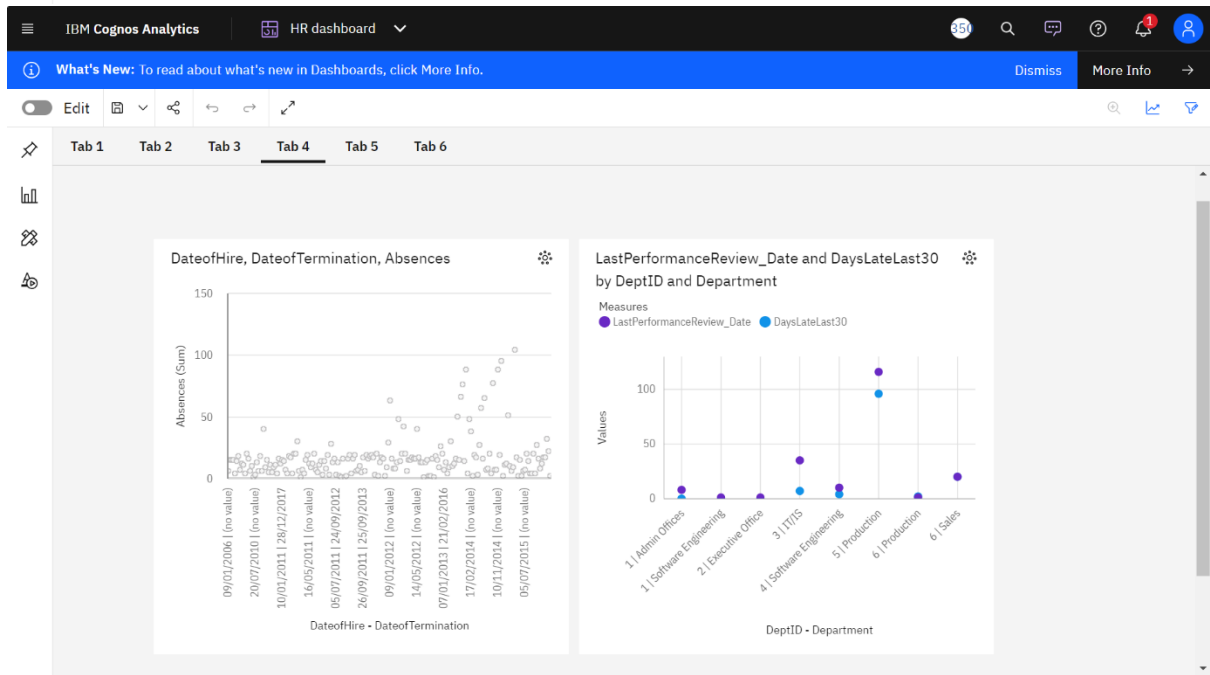 IBM Cognos Analytics
HR dashboard
350
1
What's New: To read about what's new in Dashboards, click More Info.
Dismiss
More Info
Edit
Tab 1
Tab 2
Tab 3
Tab 4
Tab 5
Tab 6
DateofHire, DateofTermination, Absences
Absences (Sum)
150
100
50
0
09/01/2006 | (no value)
20/07/2010 | (no value)
10/01/2011 | 28/12/2017
16/05/2011 | (no value)
05/07/2011 | 24/09/2012
26/09/2011 | 25/09/2013
09/01/2012 | (no value)
14/05/2012 | (no value)
07/01/2013 | 21/02/2016
17/02/2014 | (no value)
10/11/2014 | (no value)
05/07/2015 | (no value)
DateofHire - DateofTermination
LastPerformanceReview_Date and DaysLateLast30
by DeptID and Department
Measures
LastPerformanceReview_Date
DaysLateLast30
Values
100
50
0
1 | Admin Offices
1 | Software Engineering
2 | Executive Office
3 | IT/IS
4 | Software Engineering
5 | Production
6 | Production
6 | Sales
DeptID - Department